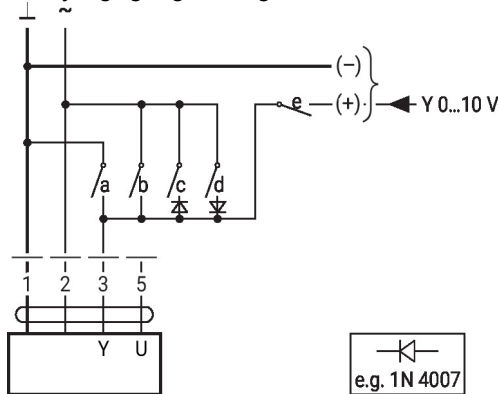 ⊥ ~
(−)
e (+) Y 0...10 V
a b c d
1 2 3 5
Y U
e.g. 1N 4007